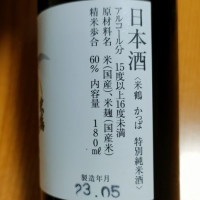 日本酒
〈米鶴 かっぱ 特別純米酒〉
アルコール分 15度以上16度未満
原材料名 米(国産)、米麹(国産米)
精米歩合 60% 内容量 180㎖
製造年月
23.05